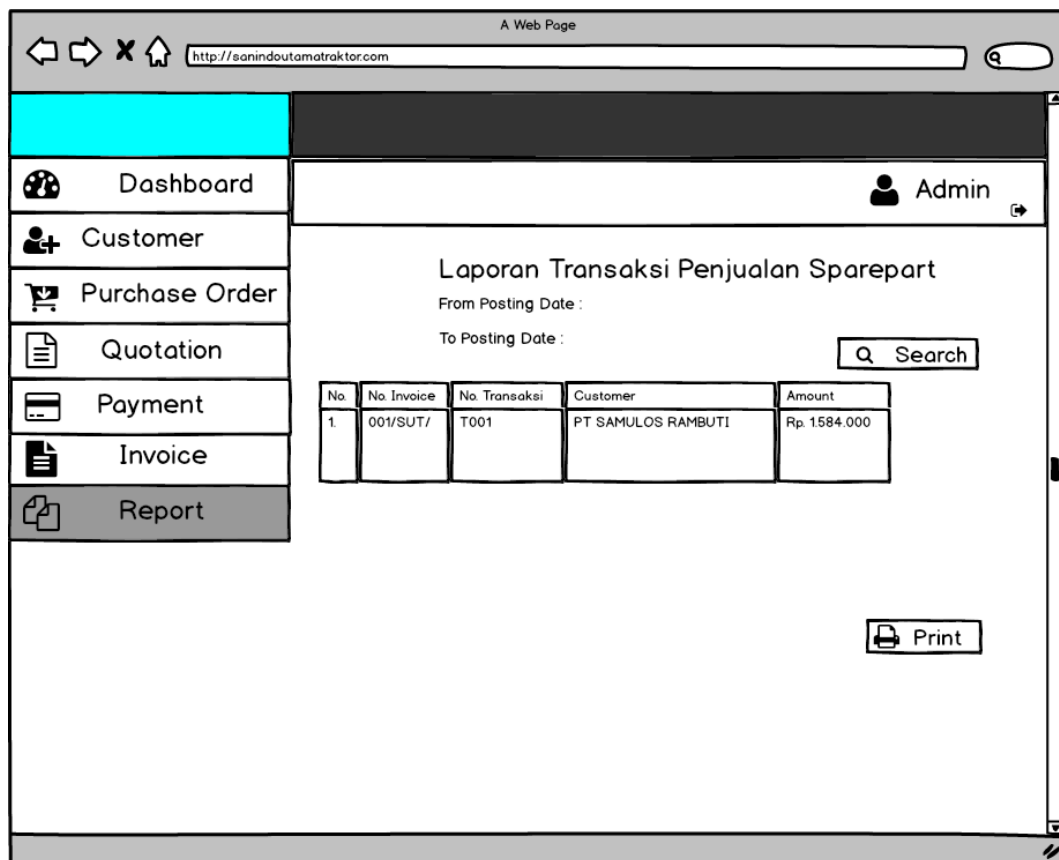 A Web Page
http://sanindoutamatraktor.com
Dashboard
Customer
Purchase Order
Quotation
Payment
Invoice
Report
Admin
Laporan Transaksi Penjualan Sparepart
From Posting Date :
To Posting Date :
Search
No. No. Invoice No. Transaksi Customer Amount
1. 001/SUT/ T001 PT SAMULOS RAMBUTI Rp. 1.584.000
Print